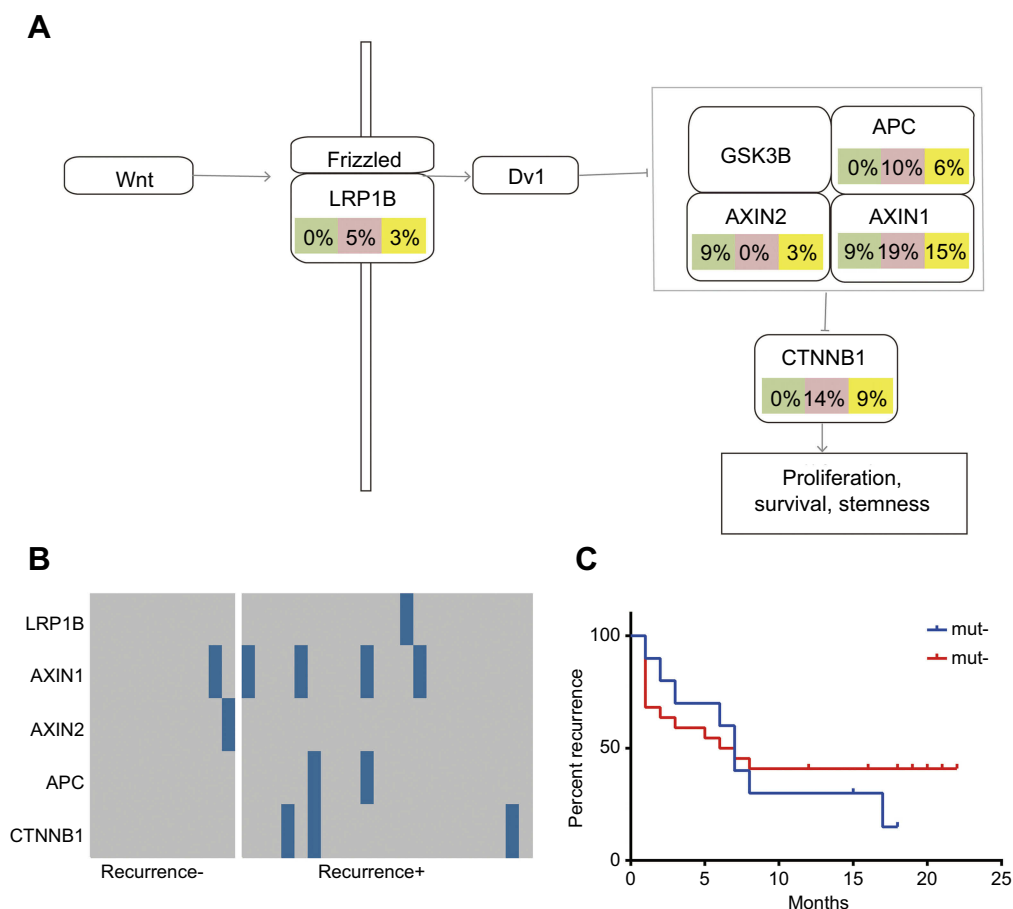 A
Wnt
Frizzled
LRP1B
0% 5% 3%
Dv1
GSK3B
APC
0% 10% 6%
AXIN2
9% 0% 3%
AXIN1
9% 19% 15%
CTNNB1
0% 14% 9%
Proliferation,
survival, stemness
B
LRP1B
AXIN1
AXIN2
APC
CTNNB1
Recurrence-
Recurrence+
C
Percent recurrence
100
50
0
0 5 10 15 20 25
Months
mut-
mut-